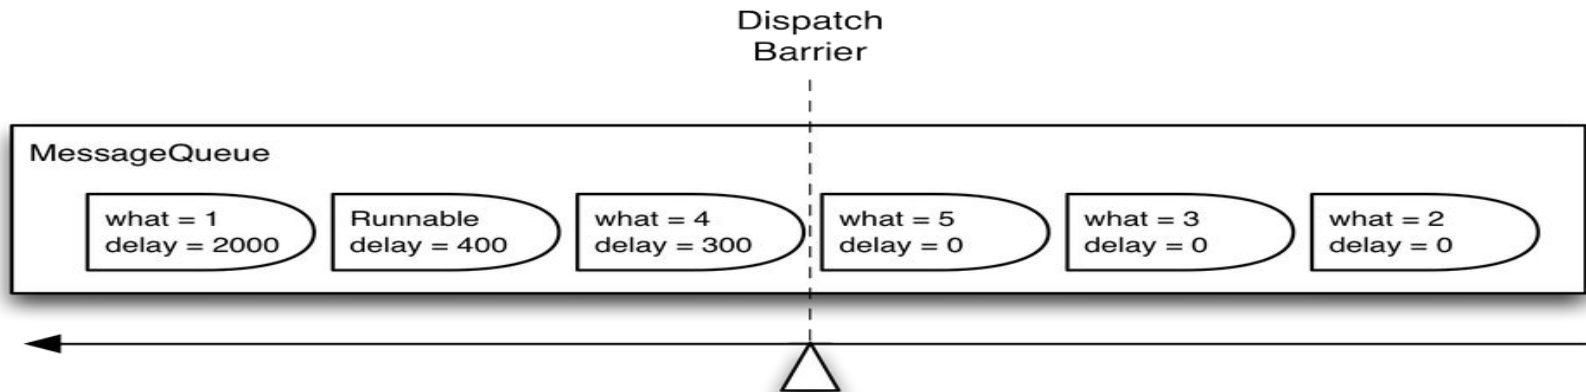 Dispatch
Barrier
MessageQueue
what = 1
delay = 2000
Runnable
delay = 400
what = 4
delay = 300
what = 5
delay = 0
what = 3
delay = 0
what = 2
delay = 0